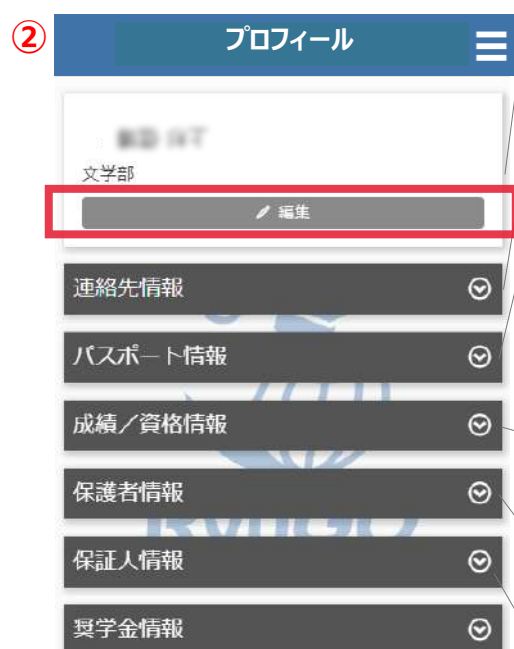 ②
プロフィール
文学部
編集
連絡先情報
パスポート情報
成績／資格情報
保護者情報
保証人情報
奨学金情報